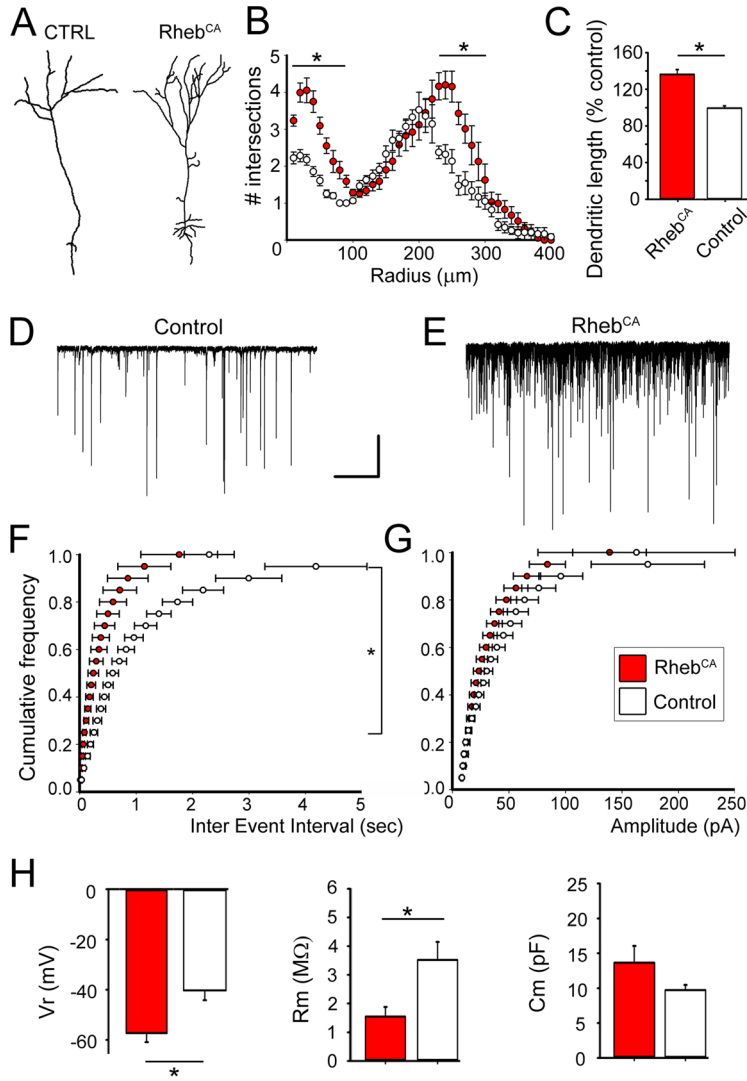 A
CTRL
Rheb^CA
B
*
*
# intersections
5
4
3
2
1
0
100
200
300
400
Radius (µm)
C
Dendritic length (% control)
160
120
80
40
0
*
Rheb^CA
Control
D
Control
E
Rheb^CA
F
Cumulative frequency
1.0
0.8
0.6
0.4
0.2
0.0
0
1
2
3
4
5
*
Inter Event Interval (sec)
G
1.0
0.8
0.6
0.4
0.2
0.0
0
50
100
150
200
250
Amplitude (pA)
Rheb^CA
Control
H
Vr (mV)
0
-20
-40
-60
*
Rm (MΩ)
6
5
4
3
2
1
0
*
Cm (pF)
25
20
15
10
5
0